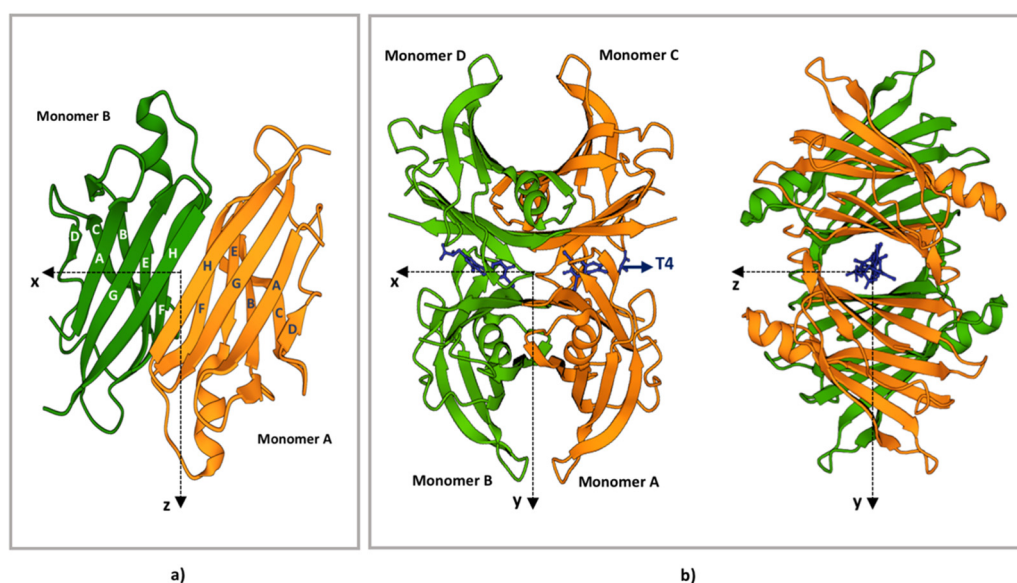 Monomer B
D
C
B
A
E
H
G
F
H
E
F
G
B
A
C
D
x
z
Monomer A
a)
Monomer D
Monomer C
x
T4
Monomer B
Monomer A
y
z
y
b)